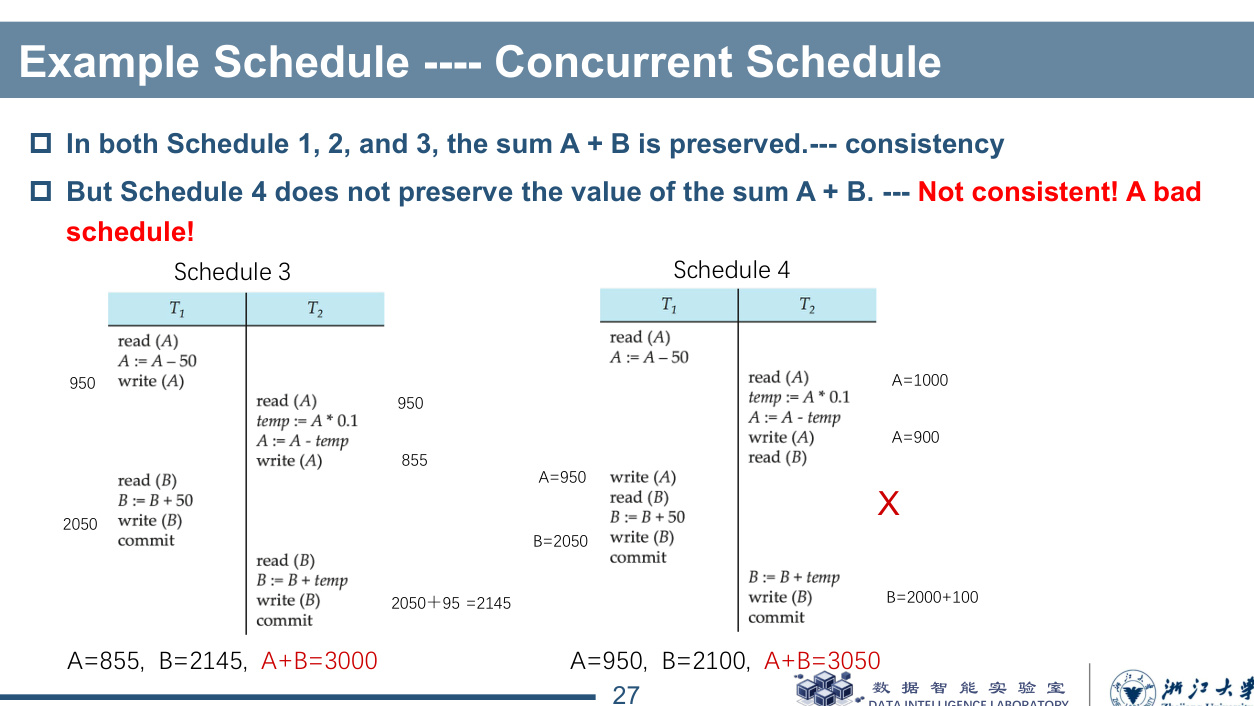 Example Schedule ---- Concurrent Schedule
In both Schedule 1, 2, and 3, the sum A + B is preserved.--- consistency
But Schedule 4 does not preserve the value of the sum A + B. --- Not consistent! A bad
schedule!
Schedule 3
T1 T2
read (A)
A := A – 50
950 write (A)
read (A) 950
temp := A * 0.1
A := A - temp
write (A) 855
read (B)
B := B + 50
2050 write (B)
commit
read (B)
B := B + temp
write (B) 2050+95 =2145
commit
A=855, B=2145, A+B=3000
Schedule 4
T1 T2
read (A)
A := A – 50
read (A) A=1000
temp := A * 0.1
A := A - temp
write (A) A=900
read (B)
A=950 write (A)
read (B)
X
B := B + 50
B=2050 write (B)
commit
B := B + temp
write (B) B=2000+100
commit
A=950, B=2100, A+B=3050
27
数据智能实验室
DATA INTELLIGENCE LABORATORY
浙江大学